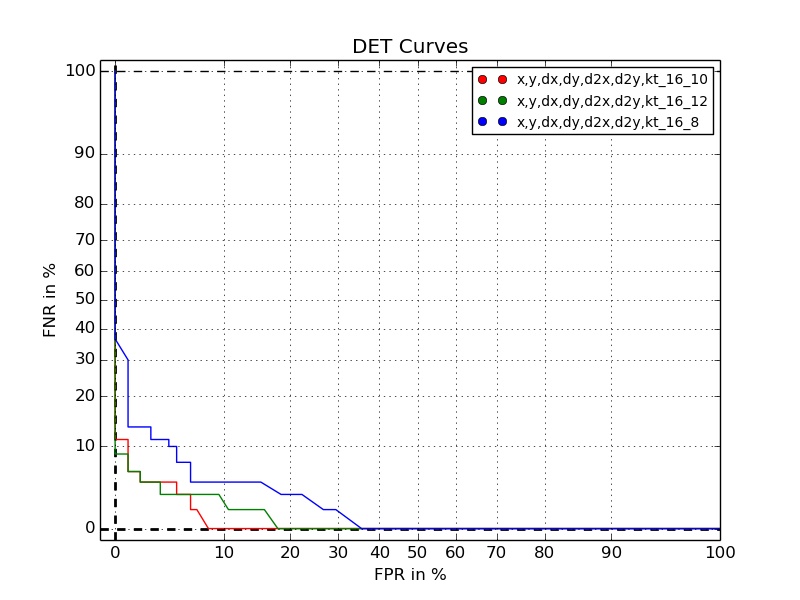 DET Curves
x,y,dx,dy,d2x,d2y,kt_16_10
x,y,dx,dy,d2x,d2y,kt_16_12
x,y,dx,dy,d2x,d2y,kt_16_8
100
90
80
70
60
50
40
30
20
10
0
FNR in %
0 10 20 30 40 50 60 70 80 90 100
FPR in %